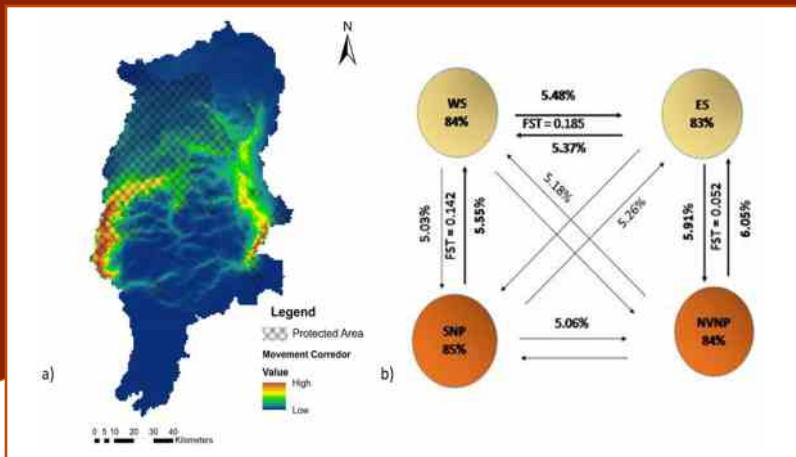 N
Legend
Protected Area
Movement Corredor
Value
High
Low
0 5 10 20 30 40
Kilometers
a)
WS
84%
5.48%
FST = 0.185
5.37%
ES
83%
5.03%
FST = 0.142
5.55%
5.18%
5.26%
5.91%
FST = 0.052
6.05%
SNP
85%
5.06%
NVNP
84%
b)